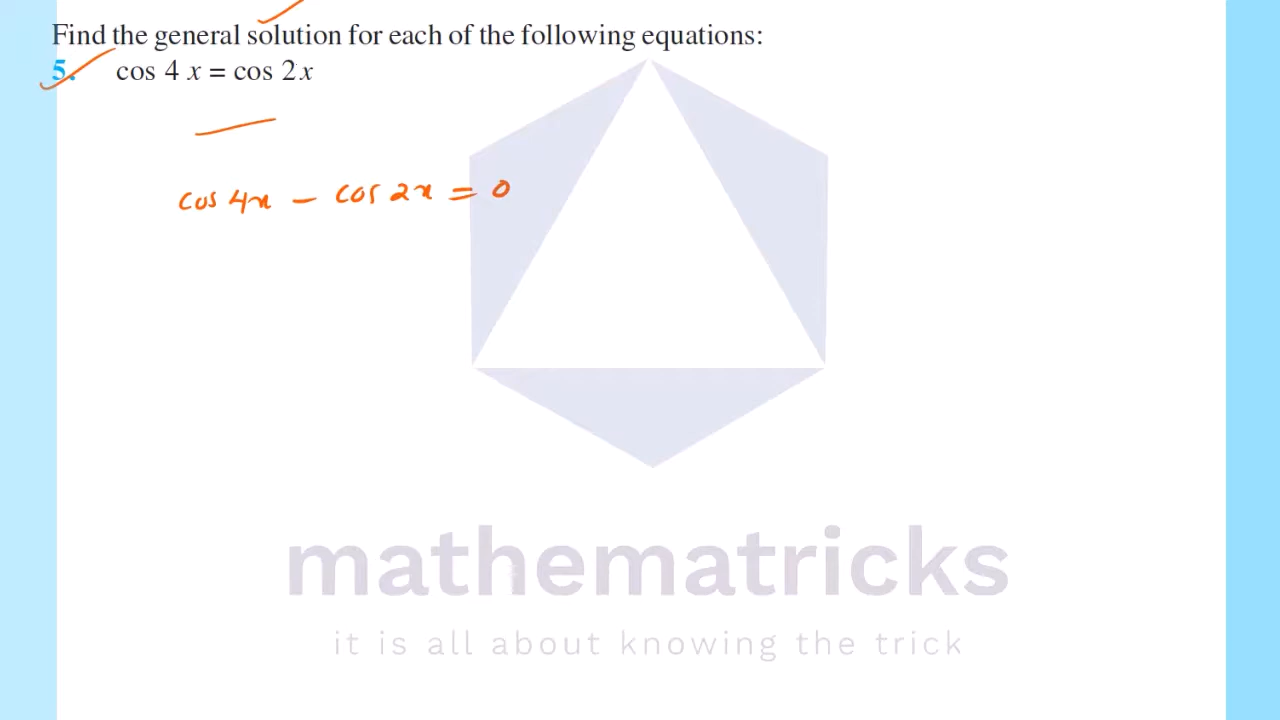 Find the general solution for each of the following equations:
5. cos 4 x = cos 2x
cos 4x - cos 2x = 0
mathematricks
it is all about knowing the trick